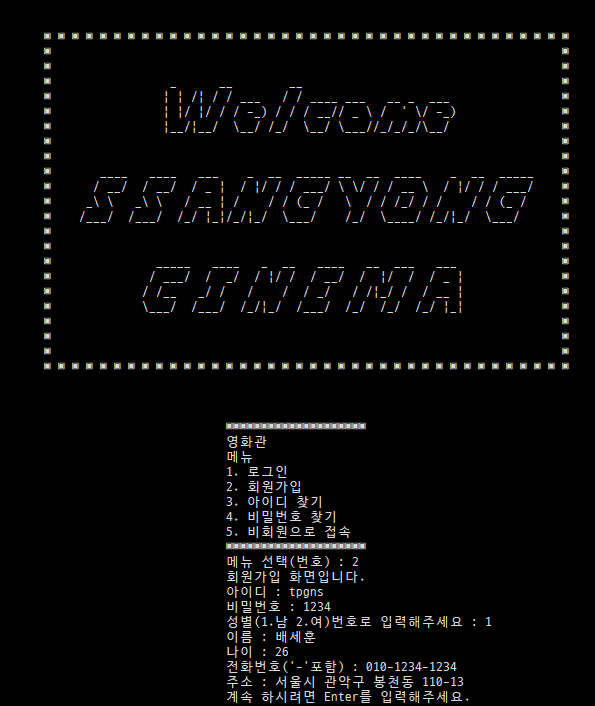 Welcome
SSANGYONG
CINEMA
영화관
메뉴
1. 로그인
2. 회원가입
3. 아이디 찾기
4. 비밀번호 찾기
5. 비회원으로 접속
메뉴 선택(번호) : 2
회원가입 화면입니다.
아이디 : tpgns
비밀번호 : 1234
성별(1.남 2.여)번호로 입력해주세요 : 1
이름 : 배세훈
나이 : 26
전화번호('-'포함) : 010-1234-1234
주소 : 서울시 관악구 봉천동 110-13
계속 하시려면 Enter를 입력해주세요.